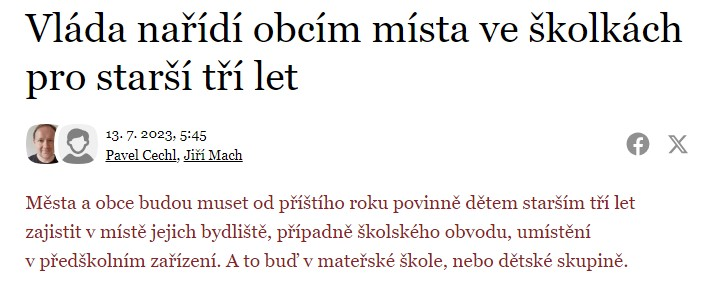 Vláda nařídí obcím místa ve školkách
pro starší tří let
13. 7. 2023, 5:45
Pavel Cechl, Jiří Mach
Města a obce budou muset od příštího roku povinně dětem starším tří let
zajistit v místě jejich bydliště, případně školského obvodu, umístění
v předškolním zařízení. A to buď v mateřské škole, nebo dětské skupině.